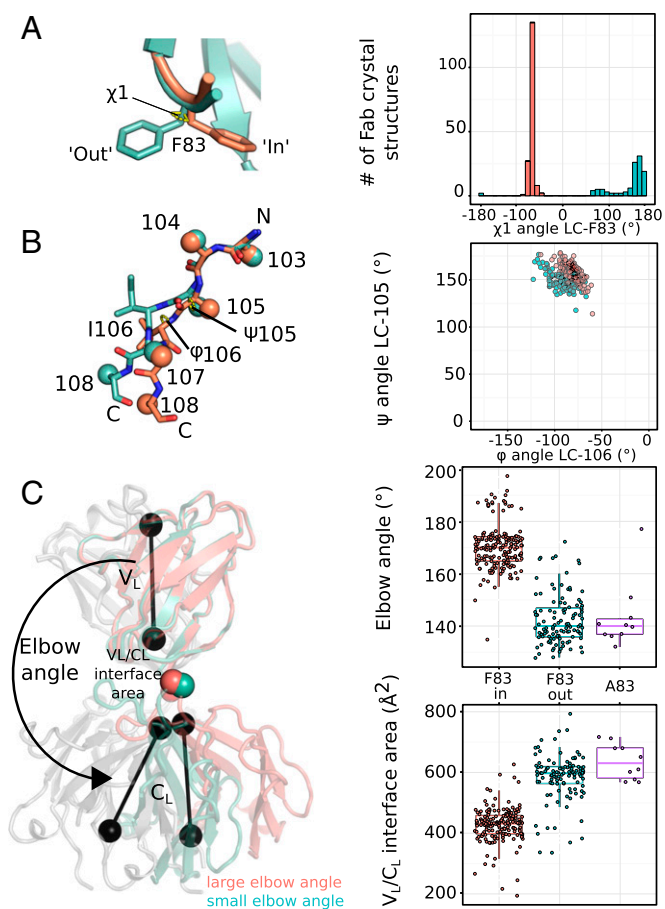 A
χ1
'Out'
F83
'In'
# of Fab crystal
structures
100
50
0
-180
-100
0
100
180
χ1 angle LC-F83 (°)
B
104
N
103
105
I106
ψ105
φ106
108
107
C
108
C
ψ angle LC-105 (°)
150
100
50
0
-150
-100
-50
0
φ angle LC-106 (°)
C
VL
Elbow
angle
VL/CL
interface
area
CL
large elbow angle
small elbow angle
Elbow angle (°)
200
180
160
140
F83
in
F83
out
A83
VL/CL interface area (Å²)
800
600
400
200